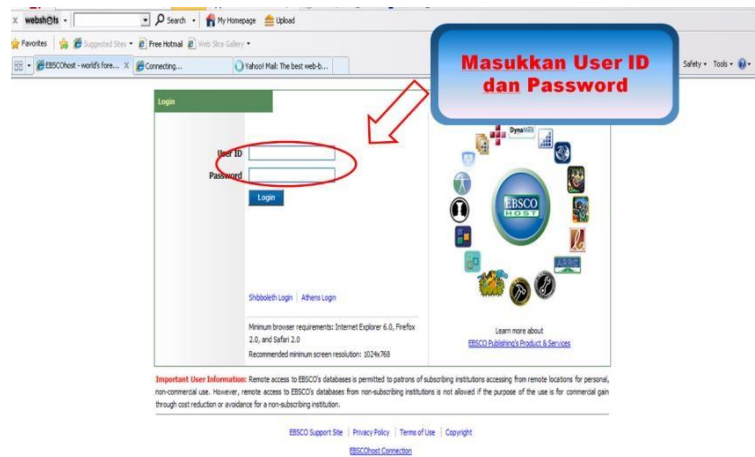 x websh@ts Search My Homepage Upload
Favorites Suggested Sites Free Hotmail Web Slice Gallery
EBSCOhost - world's fore... X Connecting... Yahoo! Mail: The best web-b... Safety Tools
Masukkan User ID
dan Password
Login
User ID
Password
Login
DynaMed
EBSCO
HOST
Shibboleth Login | Athens Login
Minimum browser requirements: Internet Explorer 6.0, Firefox
2.0, and Safari 2.0
Recommended minimum screen resolution: 1024x768
Learn more about
EBSCO Publishing's Product & Services
Important User Information: Remote access to EBSCO's databases is permitted to patrons of subscribing institutions accessing from remote locations for personal,
non-commercial use. However, remote access to EBSCO's databases from non-subscribing institutions is not allowed if the purpose of the use is for commercial gain
through cost reduction or avoidance for a non-subscribing institution.
EBSCO Support Site | Privacy Policy | Terms of Use | Copyright
EBSCOhost Connection